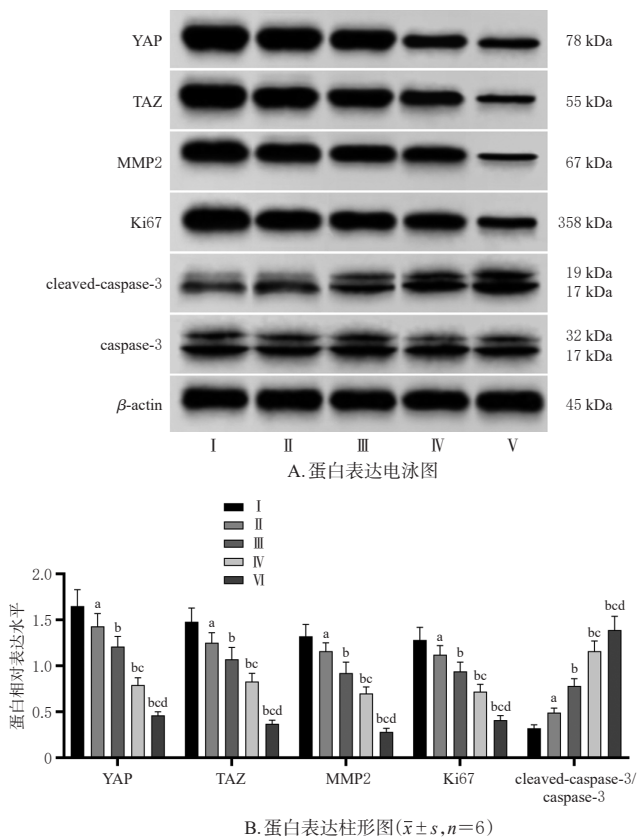 YAP 78 kDa
TAZ 55 kDa
MMP2 67 kDa
Ki67 358 kDa
cleaved-caspase-3 19 kDa
17 kDa
caspase-3 32 kDa
17 kDa
β-actin 45 kDa
Ⅰ Ⅱ Ⅲ Ⅳ Ⅴ
A.蛋白表达电泳图
Ⅰ
Ⅱ
Ⅲ
Ⅳ
Ⅵ
蛋白相对表达水平
2.0
1.5
1.0
0.5
0
a b bc bcd
a b bc bcd
a b bc bcd
a b bc bcd
a b bc bcd
YAP TAZ MMP2 Ki67 cleaved-caspase-3/
caspase-3
B.蛋白表达柱形图(x̄±s,n=6)